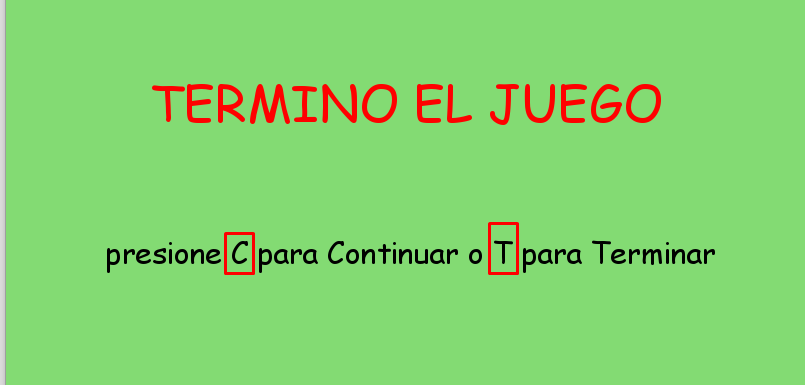 TERMINO EL JUEGO
presione C para Continuar o T para Terminar